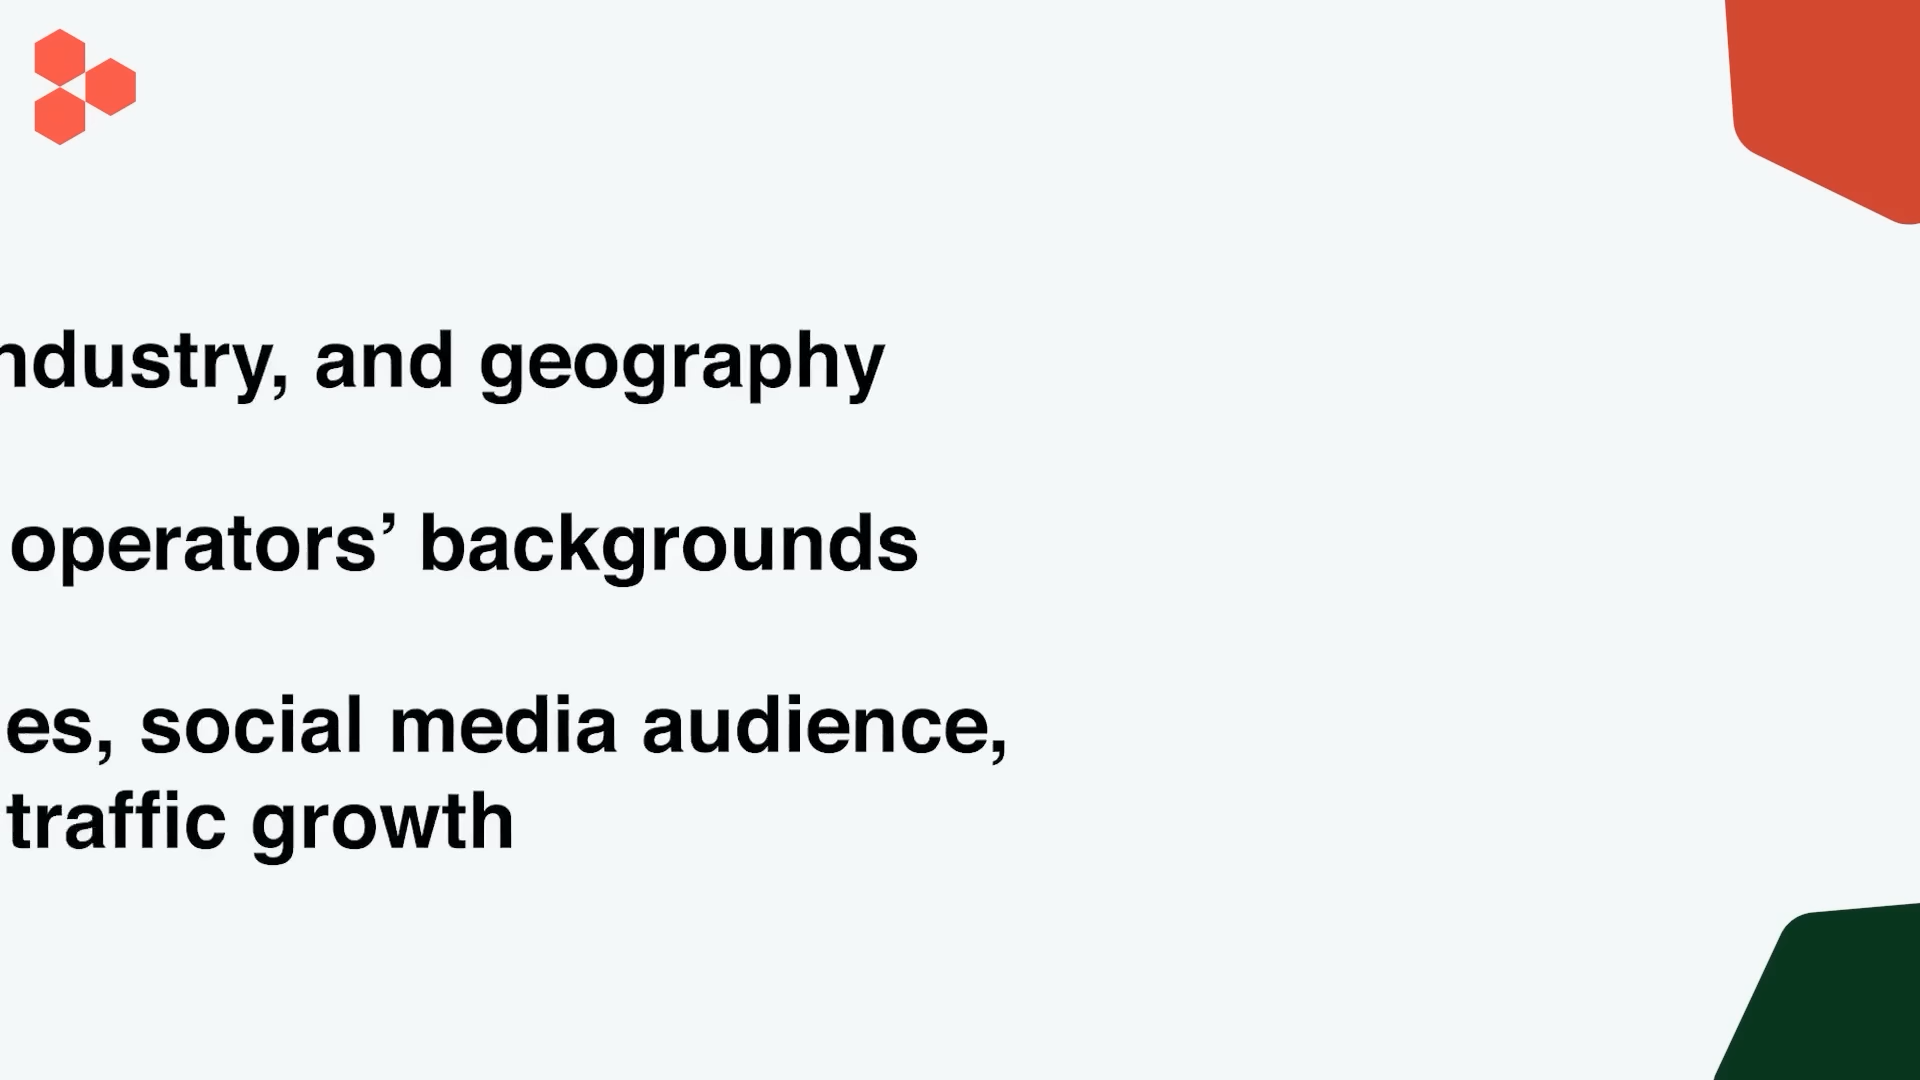 ndustry, and geography
operators’ backgrounds
es, social media audience,
traffic growth